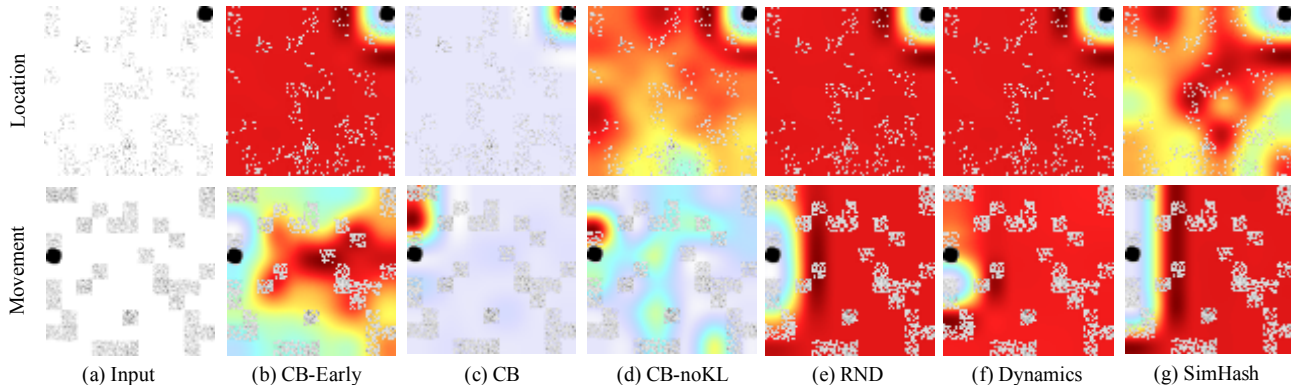 Location
Movement
(a) Input
(b) CB-Early
(c) CB
(d) CB-noKL
(e) RND
(f) Dynamics
(g) SimHash